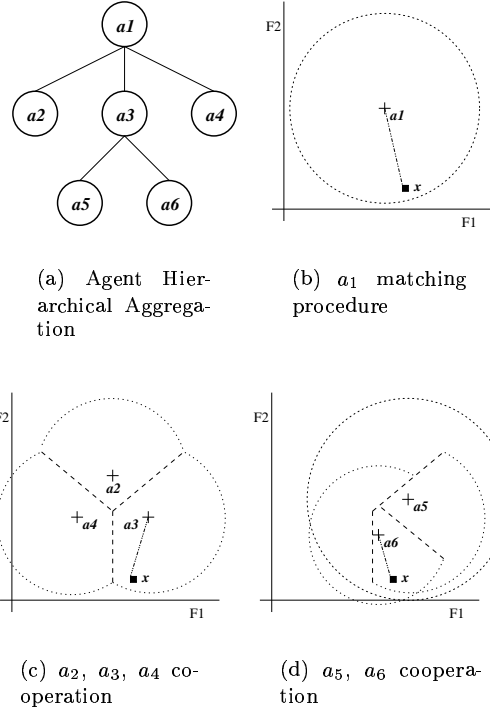 a1
a2 a3 a4
a5 a6
F2
a1
x
F1
(a) Agent Hier-
archical Aggrega-
tion
(b) a1 matching
procedure
F2
a2
a4 a3
x
F1
F2
a5
a6
x
F1
(c) a2, a3, a4 co-
operation
(d) a5, a6 coopera-
tion